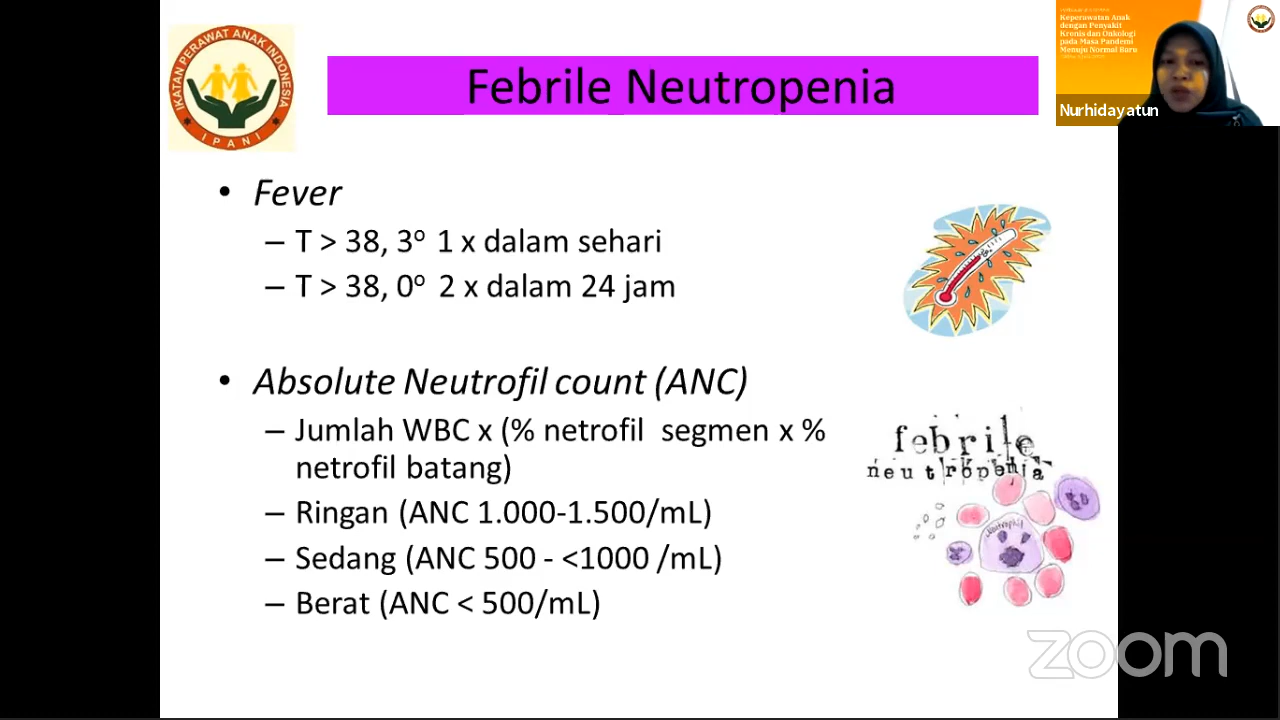 IKATAN PERAWAT ANAK INDONESIA
IPANI
Febrile Neutropenia
Keperawatan Anak
dengan Penyakit
Kronis dan Onkologi
pada Masa Pandemi
Menuju Normal Baru
Nurhidayatun
• Fever
– T > 38, 3º 1 x dalam sehari
– T > 38, 0º 2 x dalam 24 jam
• Absolute Neutrofil count (ANC)
– Jumlah WBC x (% netrofil segmen x %
netrofil batang)
– Ringan (ANC 1.000-1.500/mL)
– Sedang (ANC 500 - <1000 /mL)
– Berat (ANC < 500/mL)
febrile
neutropenia
Neutrophil
zoom